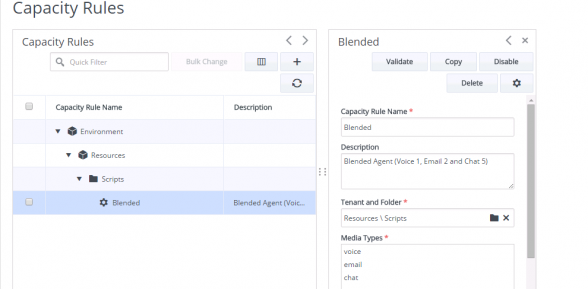 Capacity Rules
Capacity Rules
Quick Filter
Bulk Change
Capacity Rule Name Description
Environment
Resources
Scripts
Blended Blended Agent (Voic...
Blended
Validate Copy Disable
Delete
Capacity Rule Name *
Blended
Description
Blended Agent (Voice 1, Email 2 and Chat 5)
Tenant and Folder *
Resources \ Scripts
Media Types *
voice
email
chat